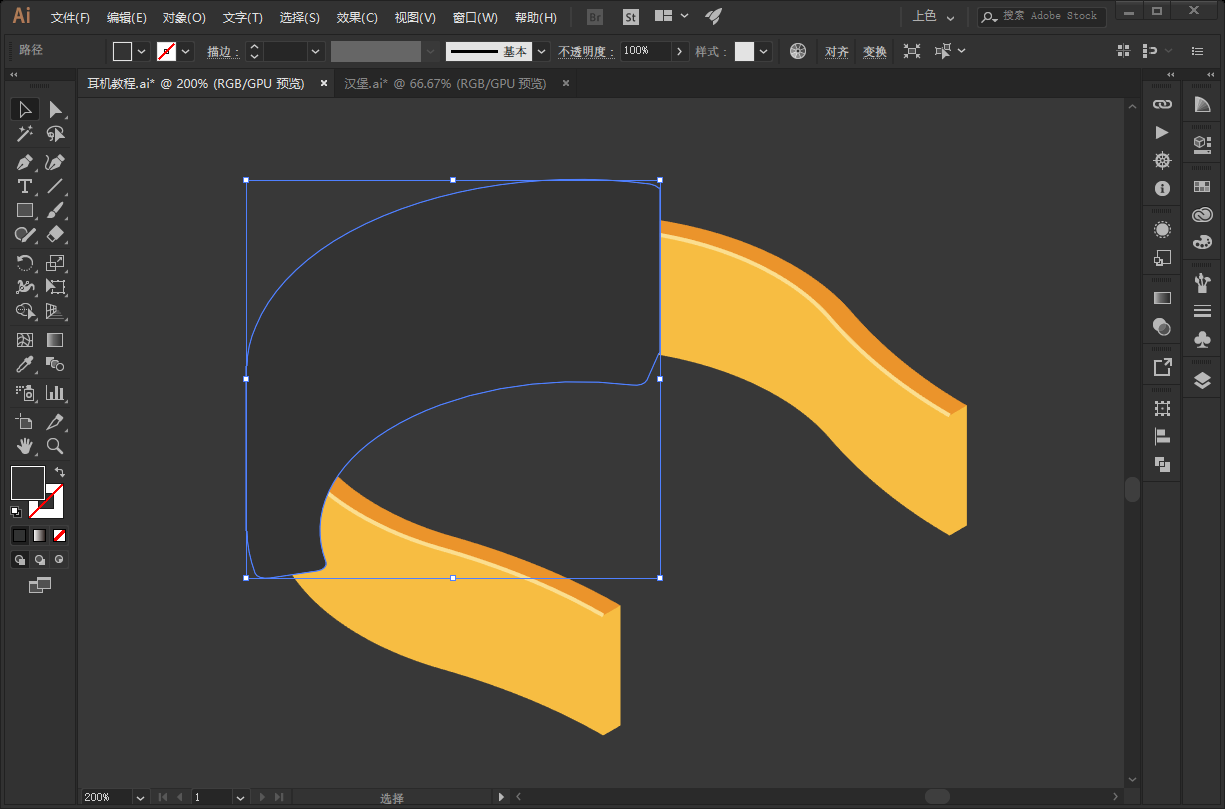 Ai 文件(F) 编辑(E) 对象(O) 文字(T) 选择(S) 效果(C) 视图(V) 窗口(W) 帮助(H) Br St 上色 搜索 Adobe Stock
路径 描边: 基本 不透明度: 100% 样式: 对齐 变换
耳机教程.ai* @ 200% (RGB/GPU 预览) × 汉堡.ai* @ 66.67% (RGB/GPU 预览) ×
200% 1 选择